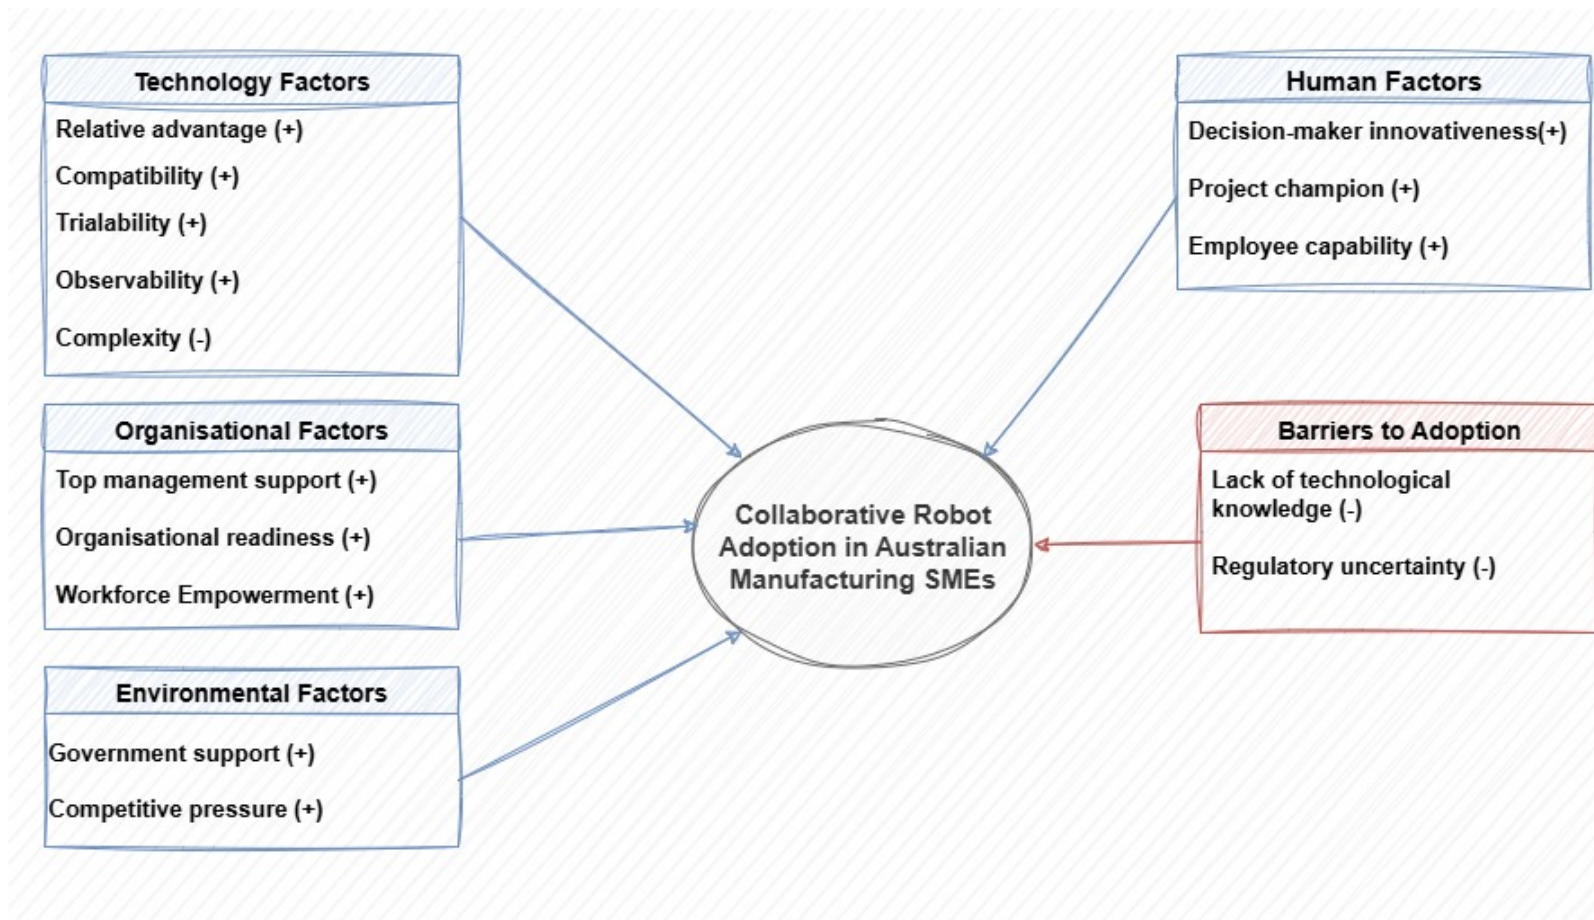 Technology Factors
Relative advantage (+)
Compatibility (+)
Trialability (+)
Observability (+)
Complexity (-)
Organisational Factors
Top management support (+)
Organisational readiness (+)
Workforce Empowerment (+)
Environmental Factors
Government support (+)
Competitive pressure (+)
Collaborative Robot
Adoption in Australian
Manufacturing SMEs
Human Factors
Decision-maker innovativeness(+)
Project champion (+)
Employee capability (+)
Barriers to Adoption
Lack of technological
knowledge (-)
Regulatory uncertainty (-)